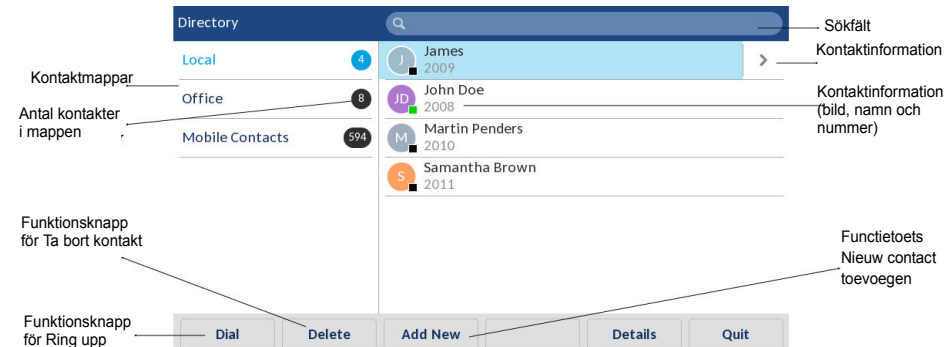 Directory
Sökfält
Local
4
J
James
2009
Kontaktinformation
Kontaktmappar
Office
8
JD
John Doe
2008
Kontaktinformation
(bild, namn och
nummer)
Antal kontakter
i mappen
Mobile Contacts
594
M
Martin Penders
2010
S
Samantha Brown
2011
Funktionsknapp
för Ta bort kontakt
Functietoets
Nieuw contact
toevoegen
Funktionsknapp
för Ring upp
Dial
Delete
Add New
Details
Quit